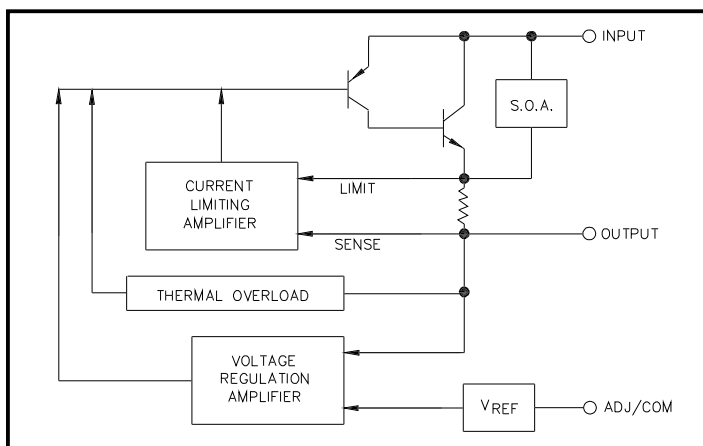 INPUT
S.O.A.
CURRENT
LIMITING
AMPLIFIER
LIMIT
SENSE
OUTPUT
THERMAL OVERLOAD
VOLTAGE
REGULATION
AMPLIFIER
VREF
ADJ/COM